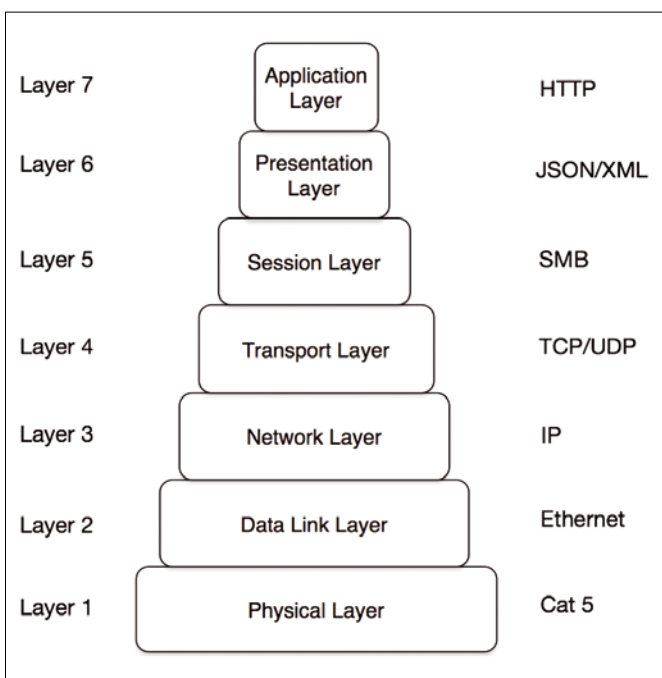 Layer 7
Application
Layer
HTTP
Layer 6
Presentation
Layer
JSON/XML
Layer 5
Session Layer
SMB
Layer 4
Transport Layer
TCP/UDP
Layer 3
Network Layer
IP
Layer 2
Data Link Layer
Ethernet
Layer 1
Physical Layer
Cat 5